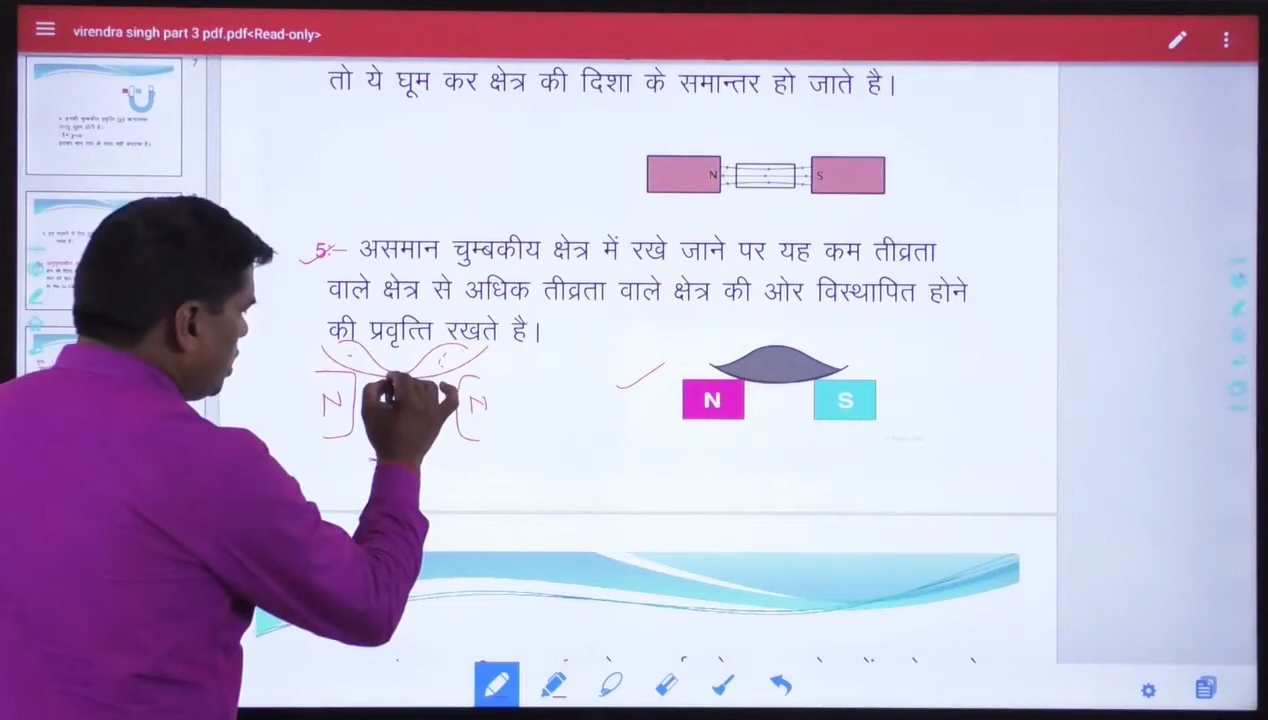 virendra singh part 3 pdf.pdf<Read-only>
7
तो ये घूम कर क्षेत्र की दिशा के समान्तर हो जाते है।
N S
5:– असमान चुम्बकीय क्षेत्र में रखे जाने पर यह कम तीव्रता
वाले क्षेत्र से अधिक तीव्रता वाले क्षेत्र की ओर विस्थापित होने
की प्रवृत्ति रखते है।
N N
N S